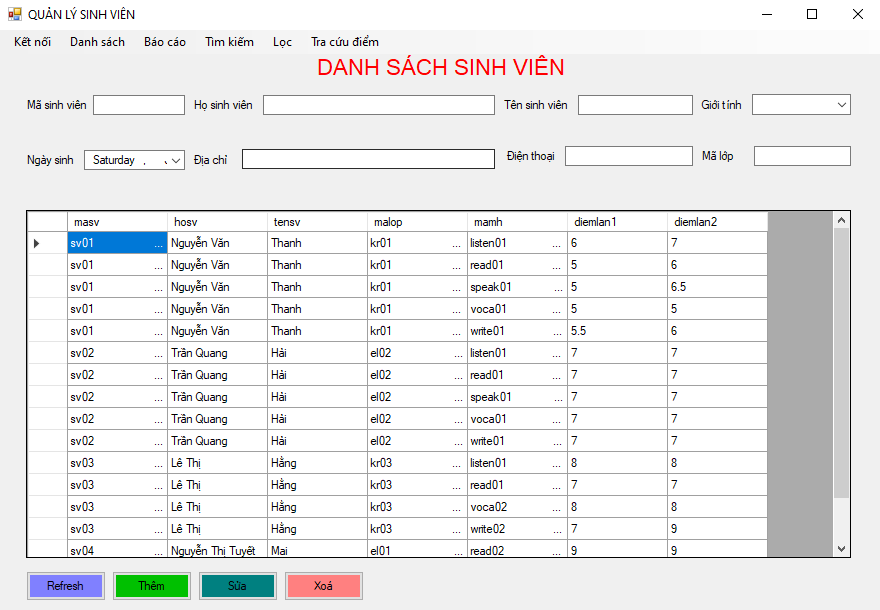 QUẢN LÝ SINH VIÊN
Kết nối Danh sách Báo cáo Tìm kiếm Lọc Tra cứu điểm
DANH SÁCH SINH VIÊN
Mã sinh viên Họ sinh viên Tên sinh viên Giới tính
Ngày sinh Saturday , Địa chỉ Điện thoại Mã lớp
masv hosv tensv malop mamh diemlan1 diemlan2
sv01 ... Nguyễn Văn Thanh kr01 ... listen01 ... 6 7
sv01 ... Nguyễn Văn Thanh kr01 ... read01 ... 5 6
sv01 ... Nguyễn Văn Thanh kr01 ... speak01 ... 5 6.5
sv01 ... Nguyễn Văn Thanh kr01 ... voca01 ... 5 5
sv01 ... Nguyễn Văn Thanh kr01 ... write01 ... 5.5 6
sv02 ... Trần Quang Hải el02 ... listen01 ... 7 7
sv02 ... Trần Quang Hải el02 ... read01 ... 7 7
sv02 ... Trần Quang Hải el02 ... speak01 ... 7 7
sv02 ... Trần Quang Hải el02 ... voca01 ... 7 7
sv02 ... Trần Quang Hải el02 ... write01 ... 7 7
sv03 ... Lê Thị Hằng kr03 ... listen01 ... 8 8
sv03 ... Lê Thị Hằng kr03 ... read01 ... 7 7
sv03 ... Lê Thị Hằng kr03 ... voca02 ... 8 8
sv03 ... Lê Thị Hằng kr03 ... write02 ... 7 9
sv04 ... Nguyễn Thị Tuyết Mai el01 ... read02 ... 9 9
Refresh Thêm Sửa Xoá